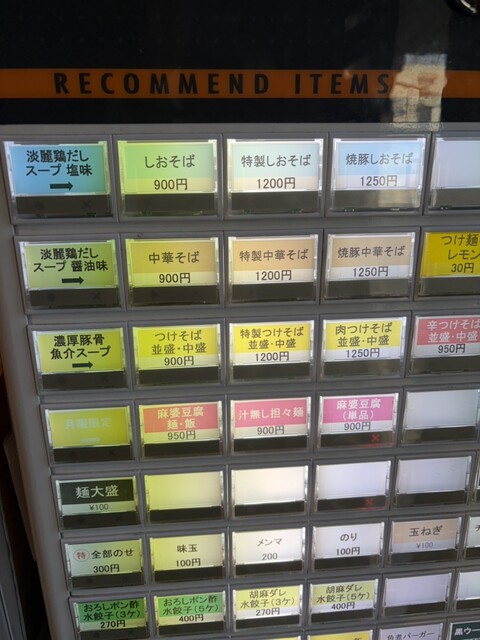 RECOMMEND ITEMS
淡麗鶏だし
スープ 塩味
しおそば
900円
特製しおそば
1200円
焼豚しおそば
1250円
淡麗鶏だし
スープ 醤油味
中華そば
900円
特製中華そば
1200円
焼豚中華そば
1250円
つけ麺
レモン
30円
濃厚豚骨
魚介スープ
つけそば
並盛・中盛
900円
特製つけそば
並盛・中盛
1200円
肉つけそば
並盛・中盛
1250円
辛つけそば
並盛・中盛
950円
麻婆豆腐
麺・飯
950円
汁無し担々麺
900円
麻婆豆腐
(単品)
900円
麺大盛
¥100
特 全部のせ
300円
味玉
100円
メンマ
200
のり
100円
玉ねぎ
¥100
おろしポン酢
水餃子(3ケ)
270円
おろしポン酢
水餃子(5ケ)
400円
胡麻ダレ
水餃子(3ケ)
270円
胡麻ダレ
水餃子(5ケ)
400円